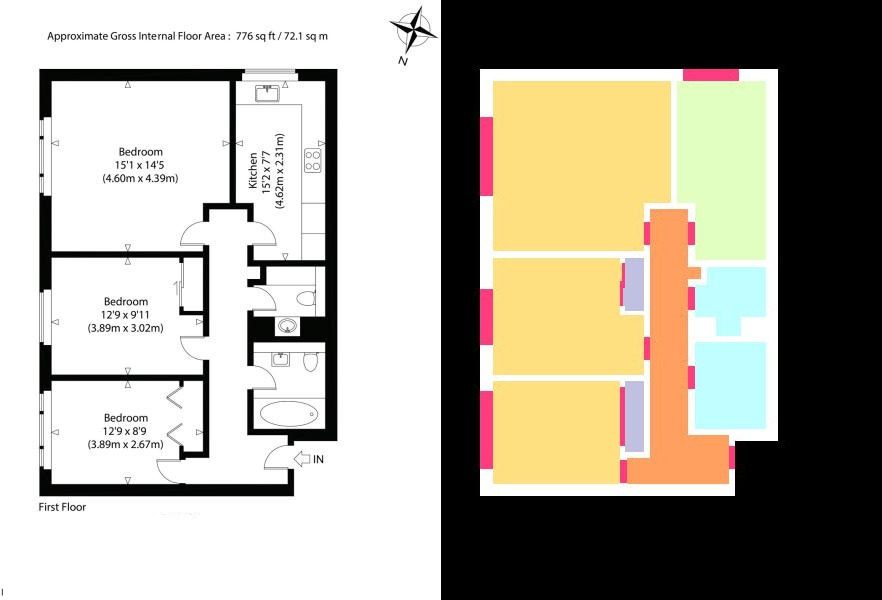 Approximate Gross Internal Floor Area : 776 sq ft / 72.1 sq m
N
Bedroom
15'1 x 14'5
(4.60m x 4.39m)
Kitchen
15'2 x 7'7
(4.62m x 2.31m)
Bedroom
12'9 x 9'11
(3.89m x 3.02m)
Bedroom
12'9 x 8'9
(3.89m x 2.67m)
IN
First Floor